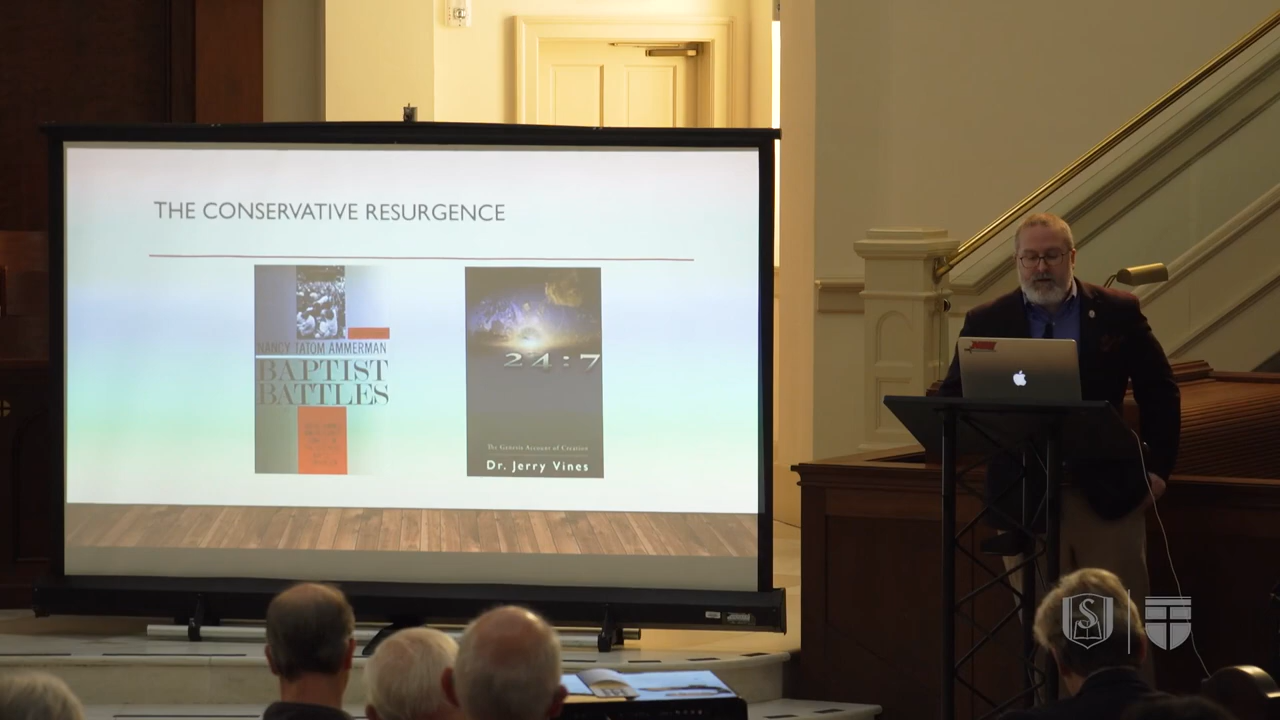 THE CONSERVATIVE RESURGENCE
NANCY TATOM AMMERMAN
BAPTIST
BATTLES
24:7
The Genesis Account of Creation
Dr. Jerry Vines
S